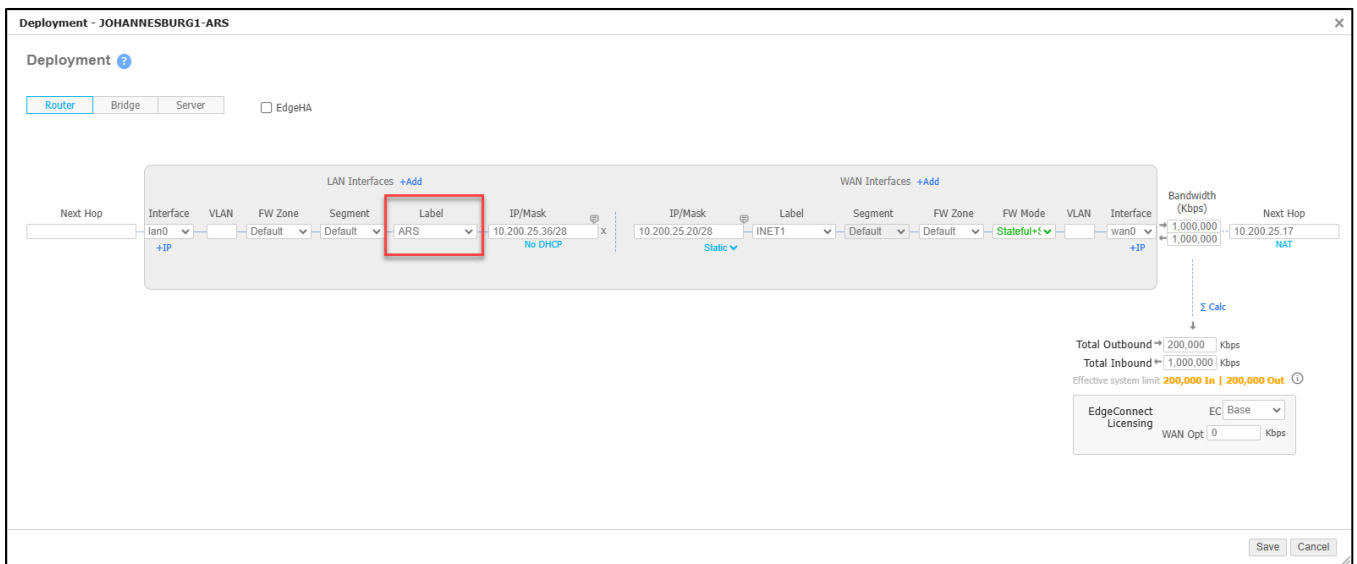 Deployment - JOHANNESBURG1-ARS ×
Deployment ?
Router Bridge Server EdgeHA
LAN Interfaces +Add WAN Interfaces +Add
Bandwidth
(Kbps)
Next Hop Interface VLAN FW Zone Segment Label IP/Mask IP/Mask Label Segment FW Zone FW Mode VLAN Interface Next Hop
lan0 Default Default ARS 10.200.25.36/28 x 10.200.25.20/28 INET1 Default Default Stateful+S wan0 1,000,000 10.200.25.17
1,000,000
+IP No DHCP Static +IP NAT
Σ Calc
Total Outbound 200,000 Kbps
Total Inbound 1,000,000 Kbps
Effective system limit 200,000 In | 200,000 Out
EdgeConnect EC Base
Licensing
WAN Opt 0 Kbps
Save Cancel